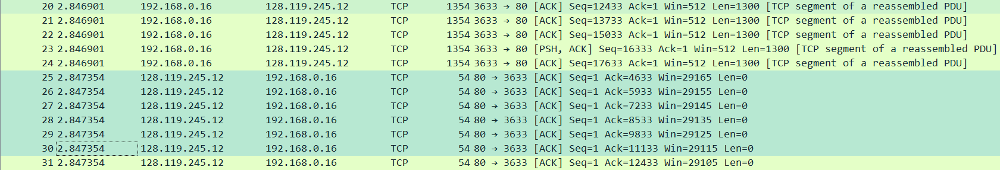 20 2.846901 192.168.0.16 128.119.245.12 TCP 1354 3633 → 80 [ACK] Seq=12433 Ack=1 Win=512 Len=1300 [TCP segment of a reassembled PDU]
21 2.846901 192.168.0.16 128.119.245.12 TCP 1354 3633 → 80 [ACK] Seq=13733 Ack=1 Win=512 Len=1300 [TCP segment of a reassembled PDU]
22 2.846901 192.168.0.16 128.119.245.12 TCP 1354 3633 → 80 [ACK] Seq=15033 Ack=1 Win=512 Len=1300 [TCP segment of a reassembled PDU]
23 2.846901 192.168.0.16 128.119.245.12 TCP 1354 3633 → 80 [PSH, ACK] Seq=16333 Ack=1 Win=512 Len=1300 [TCP segment of a reassembled PDU]
24 2.846901 192.168.0.16 128.119.245.12 TCP 1354 3633 → 80 [ACK] Seq=17633 Ack=1 Win=512 Len=1300 [TCP segment of a reassembled PDU]
25 2.847354 128.119.245.12 192.168.0.16 TCP 54 80 → 3633 [ACK] Seq=1 Ack=4633 Win=29165 Len=0
26 2.847354 128.119.245.12 192.168.0.16 TCP 54 80 → 3633 [ACK] Seq=1 Ack=5933 Win=29155 Len=0
27 2.847354 128.119.245.12 192.168.0.16 TCP 54 80 → 3633 [ACK] Seq=1 Ack=7233 Win=29145 Len=0
28 2.847354 128.119.245.12 192.168.0.16 TCP 54 80 → 3633 [ACK] Seq=1 Ack=8533 Win=29135 Len=0
29 2.847354 128.119.245.12 192.168.0.16 TCP 54 80 → 3633 [ACK] Seq=1 Ack=9833 Win=29125 Len=0
30 2.847354 128.119.245.12 192.168.0.16 TCP 54 80 → 3633 [ACK] Seq=1 Ack=11133 Win=29115 Len=0
31 2.847354 128.119.245.12 192.168.0.16 TCP 54 80 → 3633 [ACK] Seq=1 Ack=12433 Win=29105 Len=0